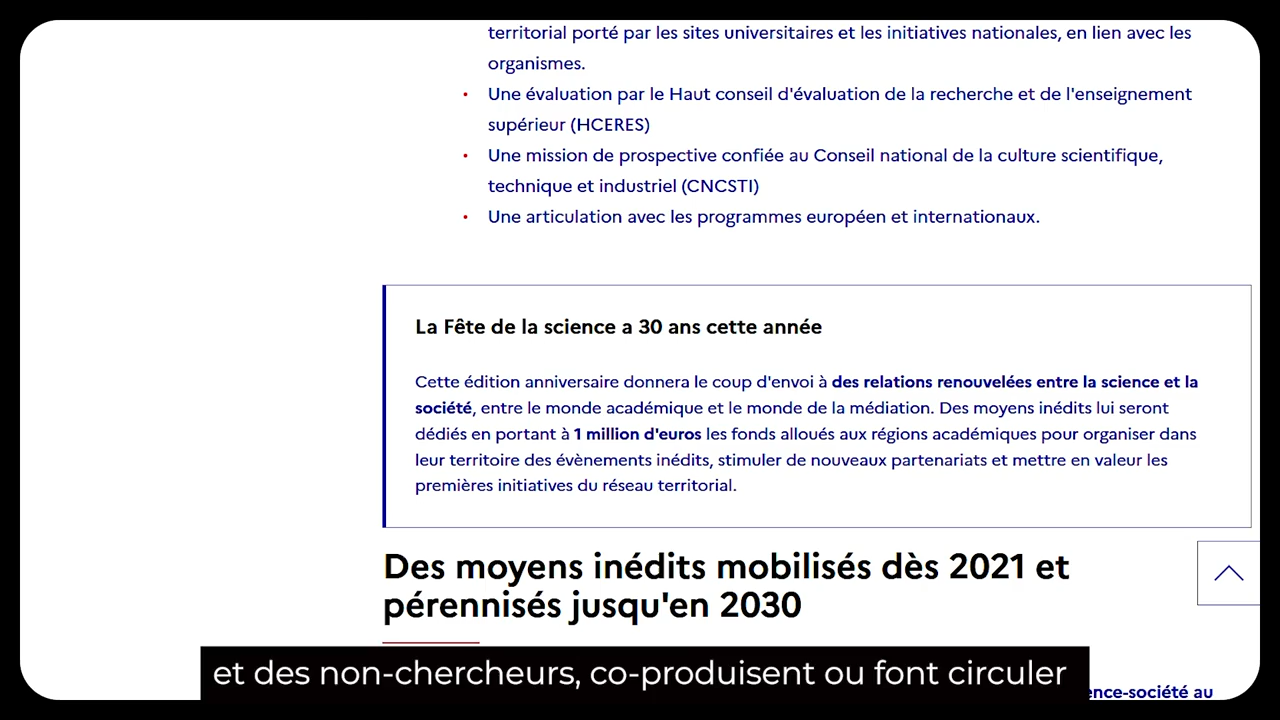 territorial porté par les sites universitaires et les initiatives nationales, en lien avec les
organismes.
• Une évaluation par le Haut conseil d'évaluation de la recherche et de l'enseignement
supérieur (HCERES)
• Une mission de prospective confiée au Conseil national de la culture scientifique,
technique et industriel (CNCSTI)
• Une articulation avec les programmes européen et internationaux.
La Fête de la science a 30 ans cette année
Cette édition anniversaire donnera le coup d'envoi à des relations renouvelées entre la science et la
société, entre le monde académique et le monde de la médiation. Des moyens inédits lui seront
dédiés en portant à 1 million d'euros les fonds alloués aux régions académiques pour organiser dans
leur territoire des évènements inédits, stimuler de nouveaux partenariats et mettre en valeur les
premières initiatives du réseau territorial.
Des moyens inédits mobilisés dès 2021 et
pérennisés jusqu'en 2030
et des non-chercheurs, co-produisent ou font circuler
ence-société au